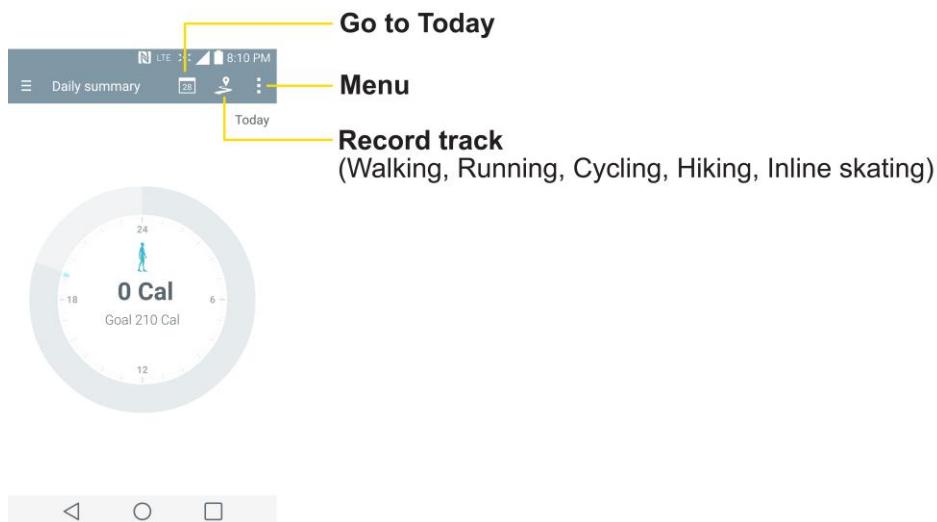 Go to Today
LTE 8:10 PM
Daily summary 28
Menu
Today
Record track
(Walking, Running, Cycling, Hiking, Inline skating)
24
18 0 Cal 6
Goal 210 Cal
12